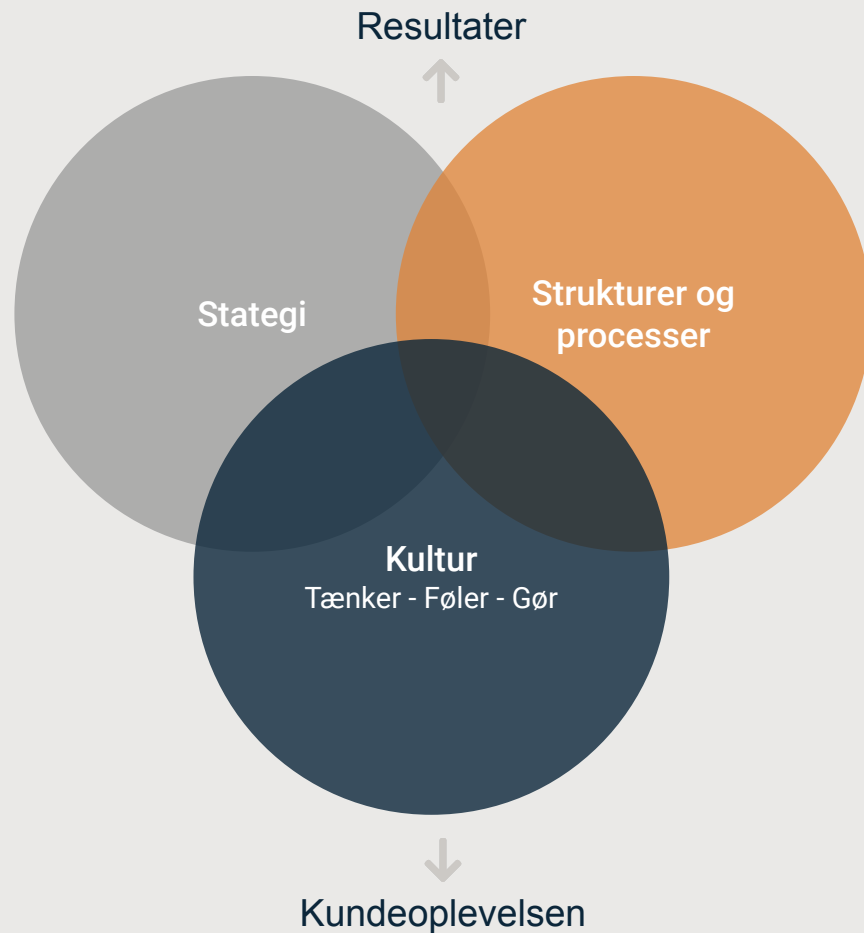 Resultater
Stategi
Strukturer og
processer
Kultur
Tænker - Føler - Gør
Kundeoplevelsen